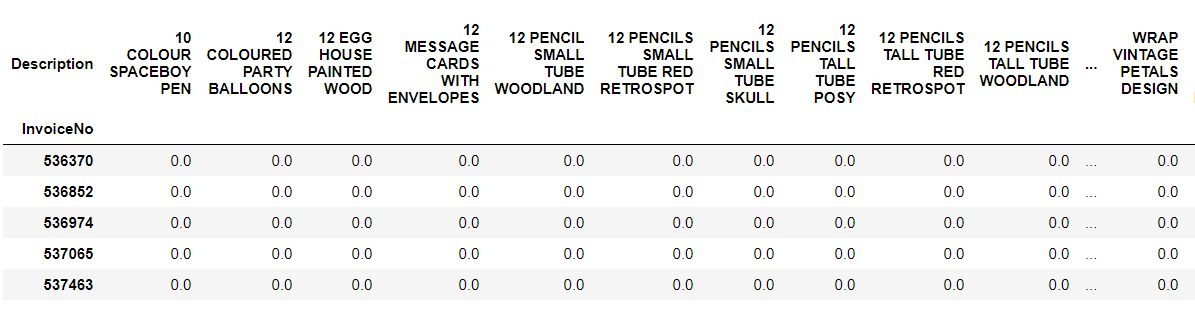 Description 10 COLOUR SPACEBOY PEN 12 COLOURED PARTY BALLOONS 12 EGG HOUSE PAINTED WOOD 12 MESSAGE CARDS WITH ENVELOPES 12 PENCIL SMALL TUBE WOODLAND 12 PENCILS SMALL TUBE RED RETROSPOT 12 PENCILS SMALL TUBE SKULL 12 PENCILS TALL TUBE POSY 12 PENCILS TALL TUBE RED RETROSPOT 12 PENCILS TALL TUBE WOODLAND ... WRAP VINTAGE PETALS DESIGN
InvoiceNo
536370 0.0 0.0 0.0 0.0 0.0 0.0 0.0 0.0 0.0 0.0 ... 0.0
536852 0.0 0.0 0.0 0.0 0.0 0.0 0.0 0.0 0.0 0.0 ... 0.0
536974 0.0 0.0 0.0 0.0 0.0 0.0 0.0 0.0 0.0 0.0 ... 0.0
537065 0.0 0.0 0.0 0.0 0.0 0.0 0.0 0.0 0.0 0.0 ... 0.0
537463 0.0 0.0 0.0 0.0 0.0 0.0 0.0 0.0 0.0 0.0 ... 0.0